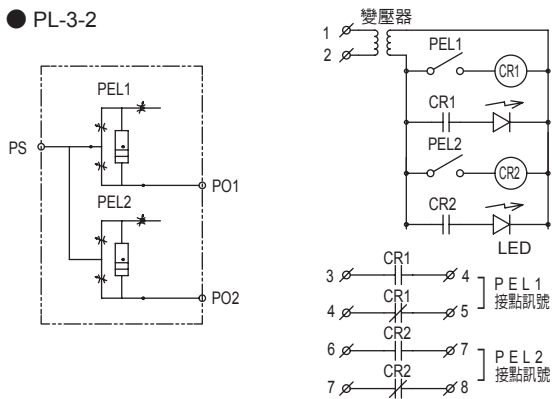 ● PL-3-2
PEL1
PS
PO1
PEL2
PO2
變壓器
1
2
PEL1
CR1
CR1
PEL2
CR2
CR2
LED
3 CR1 4
4 CR1 5
PEL1
接點訊號
6 CR2 7
7 CR2 8
PEL2
接點訊號